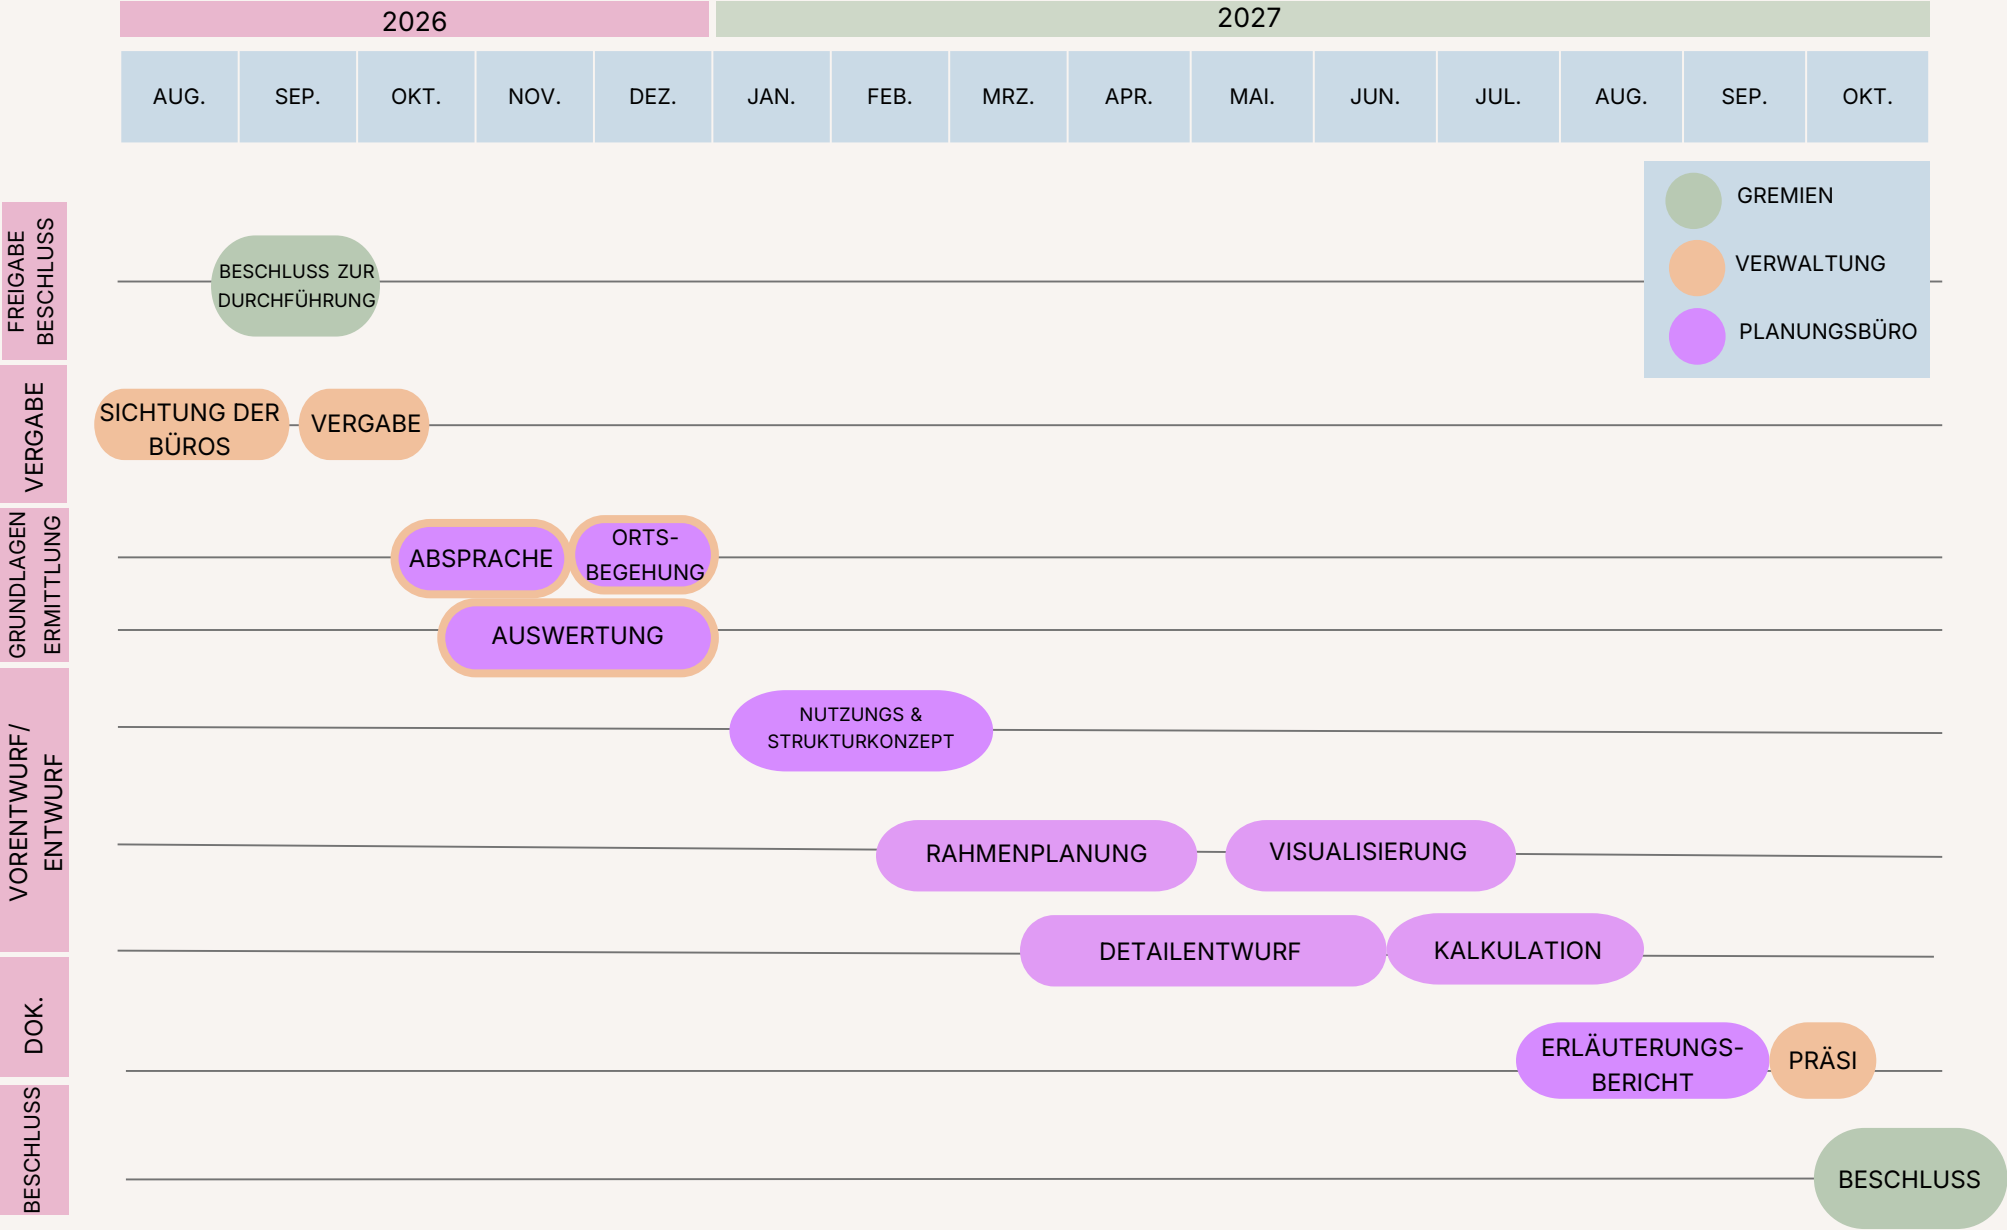 2026
2027
AUG.
SEP.
OKT.
NOV.
DEZ.
JAN.
FEB.
MRZ.
APR.
MAI.
JUN.
JUL.
AUG.
SEP.
OKT.
GREMIEN
VERWALTUNG
PLANUNGSBÜRO
FREIGABE
BESCHLUSS
BESCHLUSS ZUR
DURCHFÜHRUNG
VERGABE
SICHTUNG DER
BÜROS
VERGABE
GRUNDLAGEN
ERMITTLUNG
ABSPRACHE
ORTS-
BEGEHUNG
AUSWERTUNG
VORENTWURF/
ENTWURF
NUTZUNGS &
STRUKTURKONZEPT
RAHMENPLANUNG
VISUALISIERUNG
DETAILENTWURF
KALKULATION
DOK.
ERLÄUTERUNGS-
BERICHT
PRÄSI
BESCHLUSS
BESCHLUSS